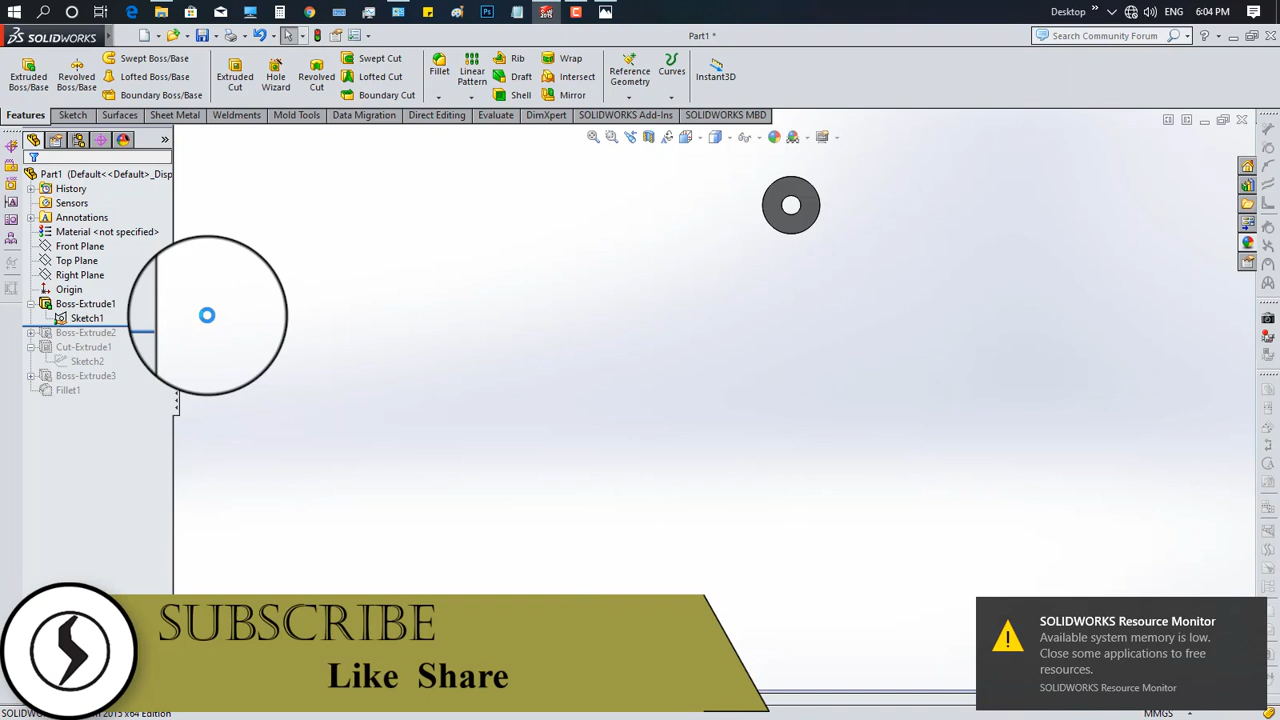 Desktop
ENG
6:04 PM
SOLIDWORKS
Part1 *
Search Community Forum
Extruded Boss/Base
Revolved Boss/Base
Swept Boss/Base
Lofted Boss/Base
Boundary Boss/Base
Extruded Cut
Hole Wizard
Revolved Cut
Swept Cut
Lofted Cut
Boundary Cut
Fillet
Linear Pattern
Rib
Draft
Shell
Wrap
Intersect
Mirror
Reference Geometry
Curves
Instant3D
Features
Sketch
Surfaces
Sheet Metal
Weldments
Mold Tools
Data Migration
Direct Editing
Evaluate
DimXpert
SOLIDWORKS Add-Ins
SOLIDWORKS MBD
Part1 (Default<<Default>_Disp
History
Sensors
Annotations
Material <not specified>
Front Plane
Top Plane
Right Plane
Origin
Boss-Extrude1
Sketch1
Boss-Extrude2
Cut-Extrude1
Sketch2
Boss-Extrude3
Fillet1
SUBSCRIBE
Like Share
SOLIDWORKS Resource Monitor
Available system memory is low.
Close some applications to free
resources.
SOLIDWORKS Resource Monitor
Edition
MMGS